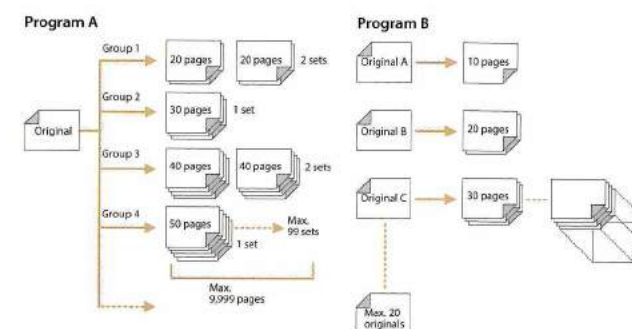 Program A
Original
Group 1
20 pages
20 pages
2 sets
Group 2
30 pages
1 set
Group 3
40 pages
40 pages
2 sets
Group 4
50 pages
1 set
Max.
99 sets
Max.
9,999 pages
Program B
Original A
10 pages
Original B
20 pages
Original C
30 pages
Max. 20
originals